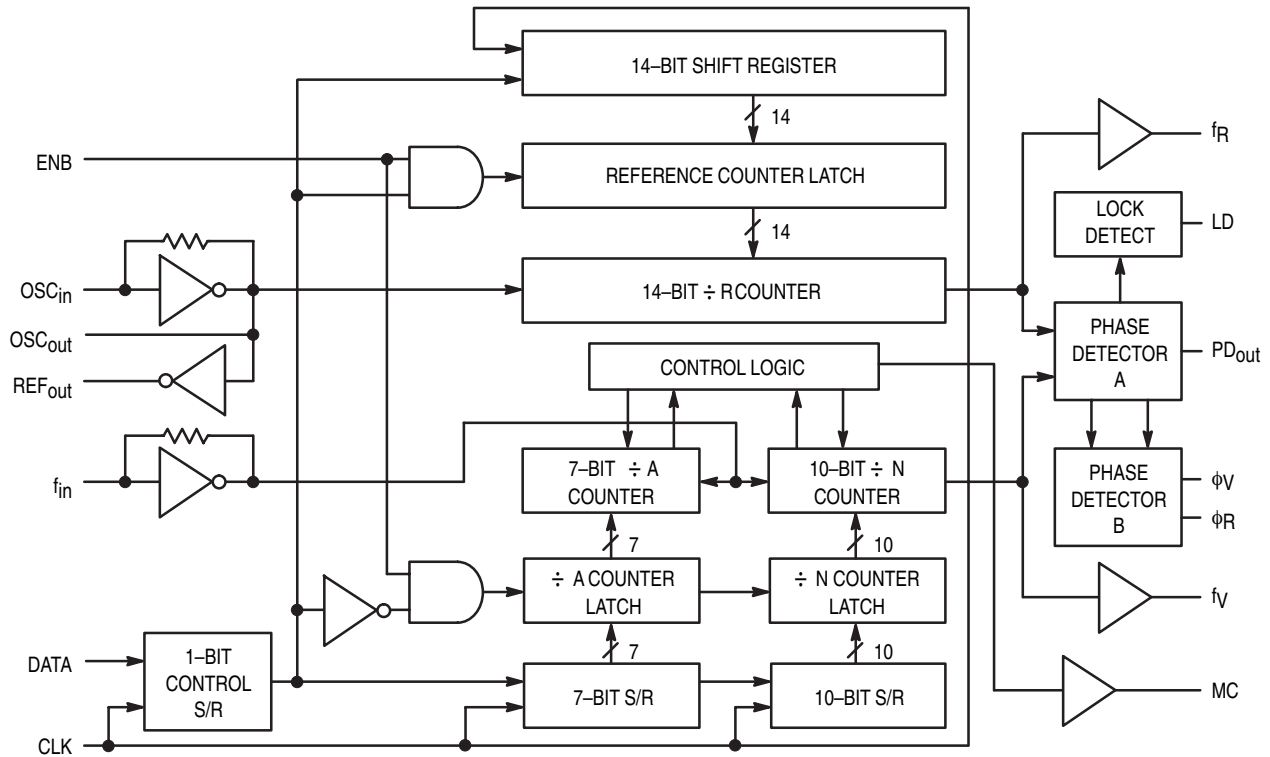 14–BIT SHIFT REGISTER
14
fR
ENB
REFERENCE COUNTER LATCH
LOCK
DETECT
LD
14
OSCin
14-BIT ÷ R COUNTER
OSCout
PHASE
DETECTOR
A
PDout
CONTROL LOGIC
REFout
fin
7–BIT ÷ A
COUNTER
10–BIT ÷ N
COUNTER
PHASE
DETECTOR
B
ϕV
ϕR
7
10
÷ A COUNTER
LATCH
÷ N COUNTER
LATCH
fV
7
10
DATA
1–BIT
CONTROL
S/R
7–BIT S/R
10–BIT S/R
MC
CLK